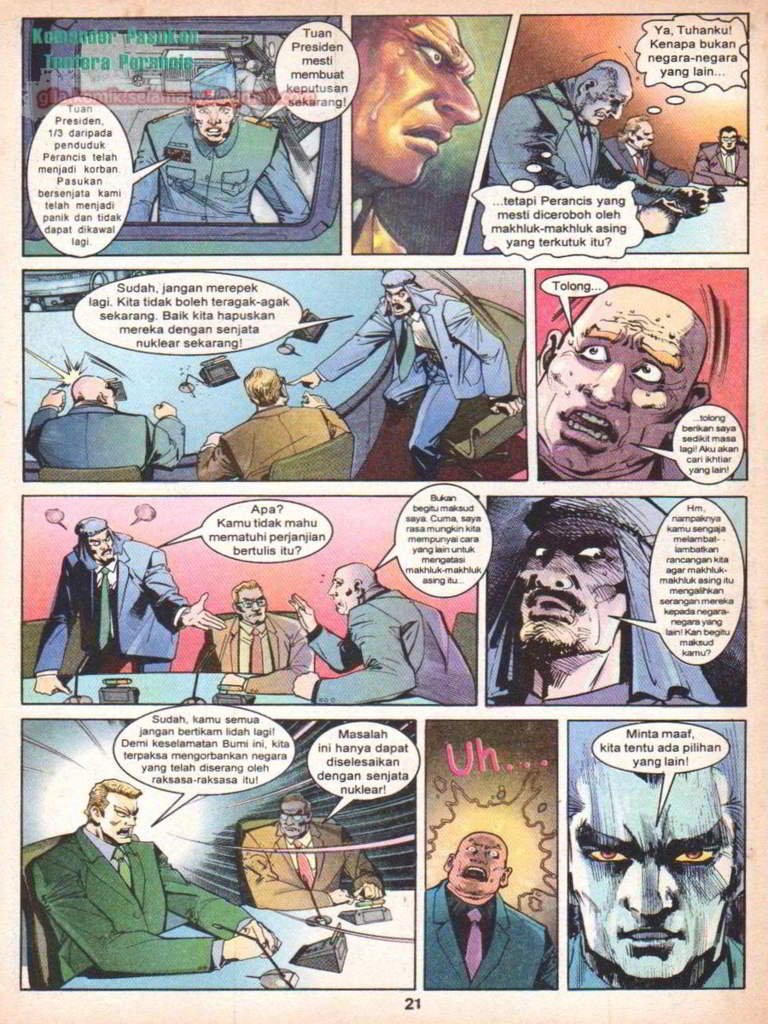 Komander Pasukan
Tentera Perancis
Tuan
Presiden
mesti
membuat
keputusan
sekarang!
Tuan
Presiden,
1/3 daripada
penduduk
Perancis telah
menjadi korban.
Pasukan
bersenjata kami
telah menjadi
panik dan tidak
dapat dikawal
lagi.
Ya, Tuhanku!
Kenapa bukan
negara-negara
yang lain...
...tetapi Perancis yang
mesti diceroboh oleh
makhluk-makhluk asing
yang terkutuk itu?
Sudah, jangan merepek
lagi. Kita tidak boleh teragak-agak
sekarang. Baik kita hapuskan
mereka dengan senjata
nuklear sekarang!
Tolong...
...tolong
berikan saya
sedikit masa
lagi! Aku akan
cari ikhtiar
yang lain!
Apa?
Kamu tidak mahu
mematuhi perjanjian
bertulis itu?
Bukan
begitu maksud
saya. Cuma, saya
rasa mungkin kita
mempunyai cara
yang lain untuk
mengatasi
makhluk-makhluk
asing itu...
Hm,
nampaknya
kamu sengaja
melambat-
lambatkan
rancangan kita
agar makhluk-
makhluk asing itu
mengalihkan
serangan mereka
kepada negara-
negara yang
lain! Kan begitu
maksud
kamu?
Sudah, kamu semua
jangan bertikam lidah lagi!
Demi keselamatan Bumi ini, kita
terpaksa mengorbankan negara
yang telah diserang oleh
raksasa-raksasa itu!
Masalah
ini hanya dapat
diselesaikan
dengan senjata
nuklear!
Uh....
Minta maaf,
kita tentu ada pilihan
yang lain!
21